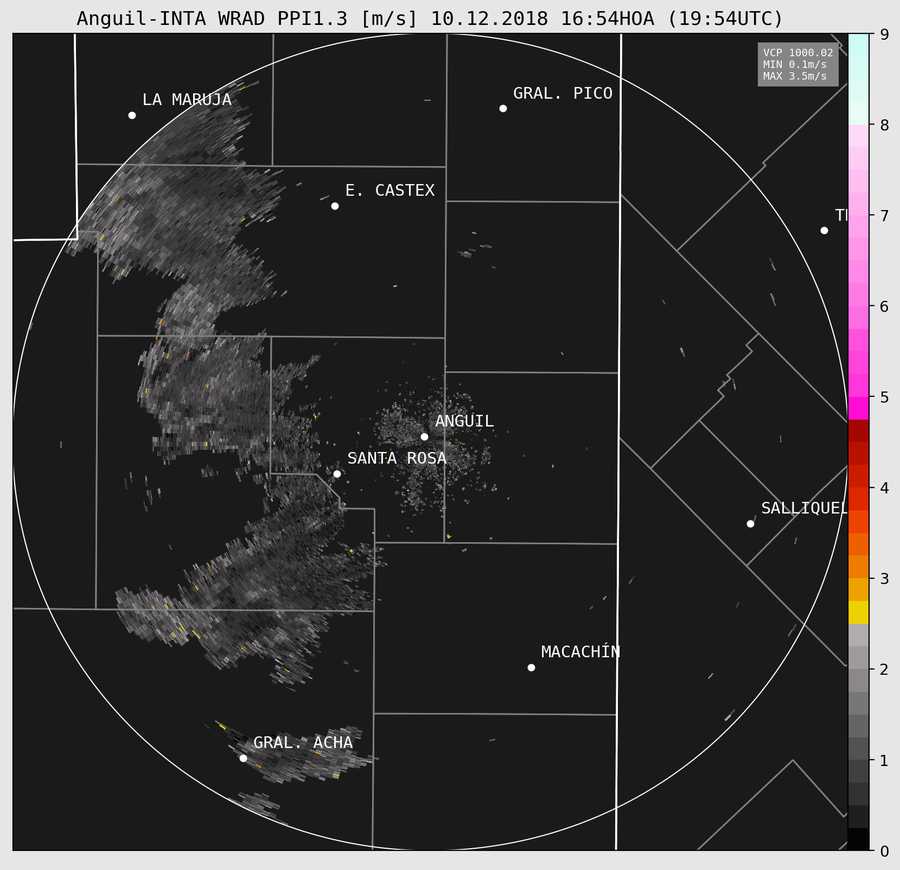 Anguil-INTA WRAD PPI1.3 [m/s] 10.12.2018 16:54HOA (19:54UTC)
VCP 1000.02
MIN 0.1m/s
MAX 3.5m/s
LA MARUJA
GRAL. PICO
E. CASTEX
ANGUIL
SANTA ROSA
SALLIQUEL
MACACHÍN
GRAL. ACHA
9
8
7
6
5
4
3
2
1
0